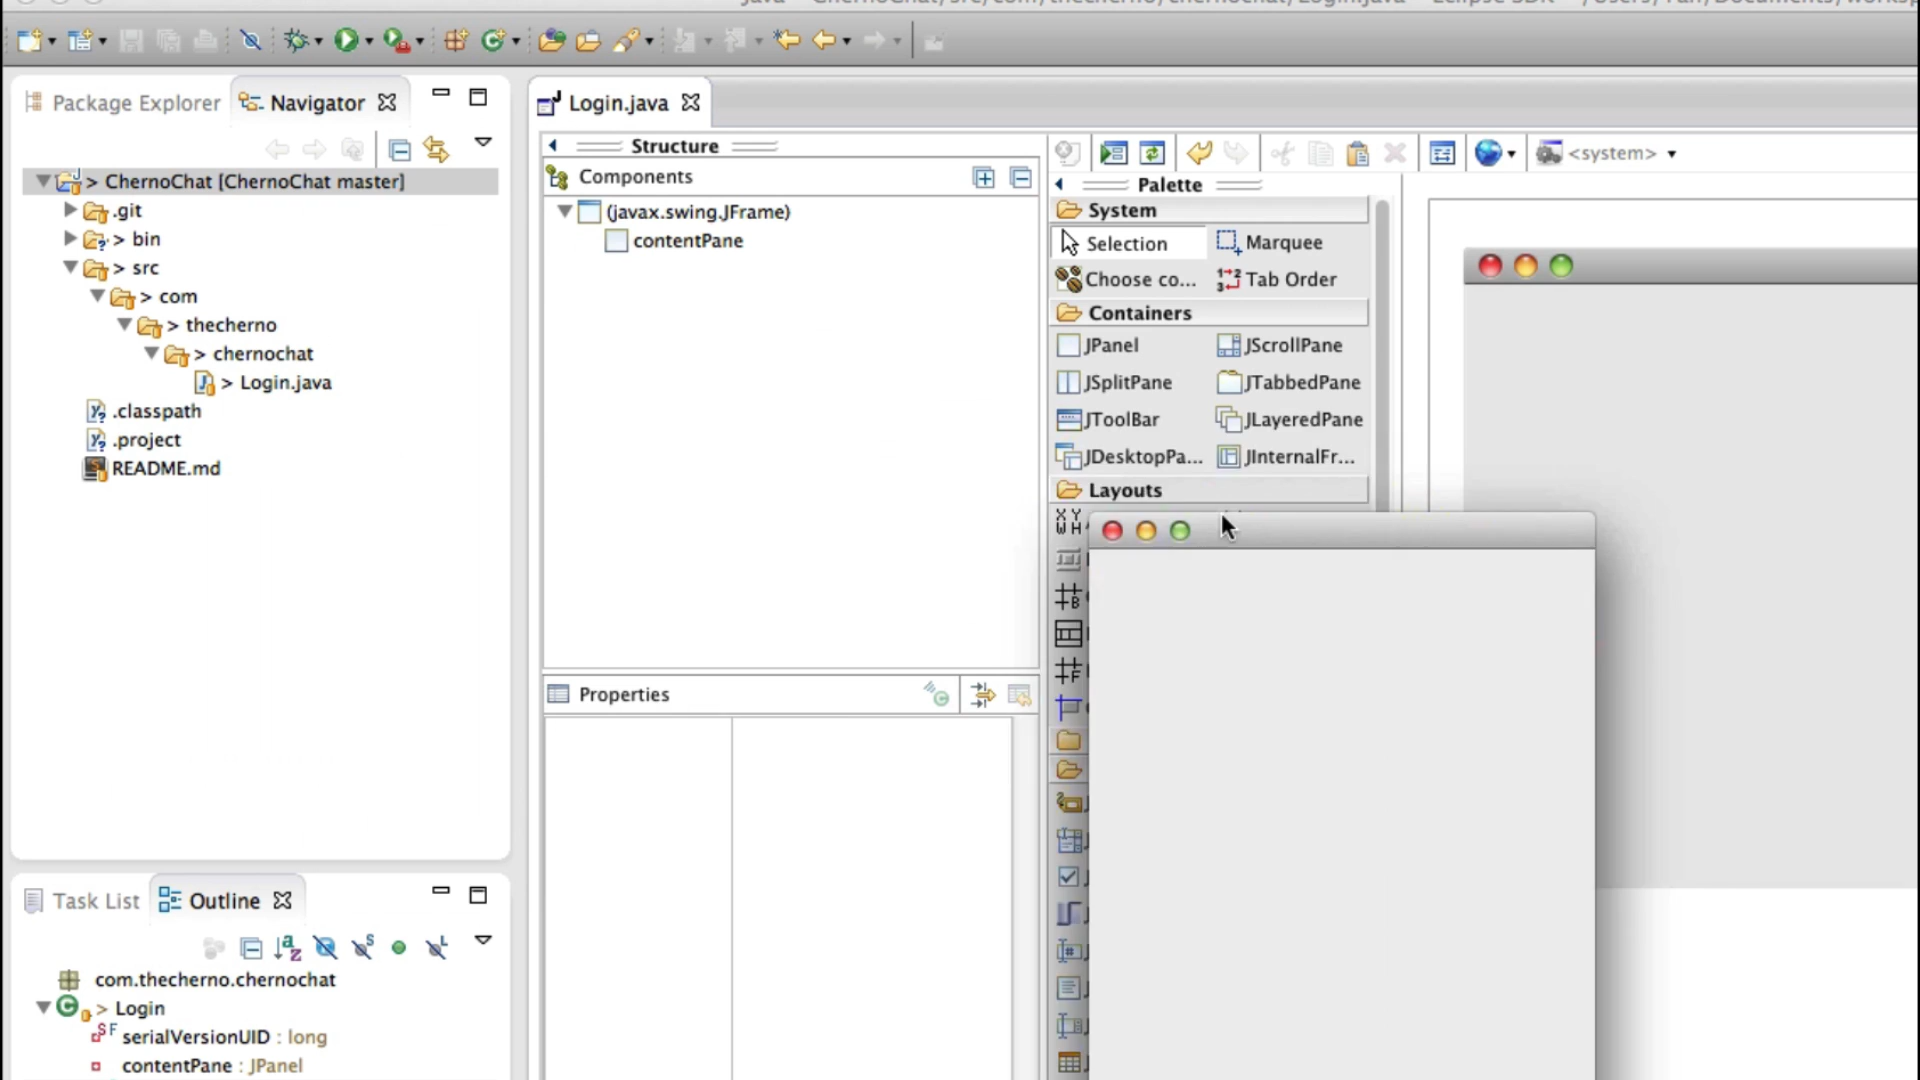 Package Explorer
Navigator
> ChernoChat [ChernoChat master]
.git
> bin
> src
> com
> thecherno
> chernochat
> Login.java
.classpath
.project
README.md
Task List
Outline
com.thecherno.chernochat
> Login
serialVersionUID : long
contentPane : JPanel
Login.java
Structure
Components
(javax.swing.JFrame)
contentPane
Properties
<system>
Palette
System
Selection
Marquee
Choose co...
Tab Order
Containers
JPanel
JScrollPane
JSplitPane
JTabbedPane
JToolBar
JLayeredPane
JDesktopPa...
JInternalFr...
Layouts